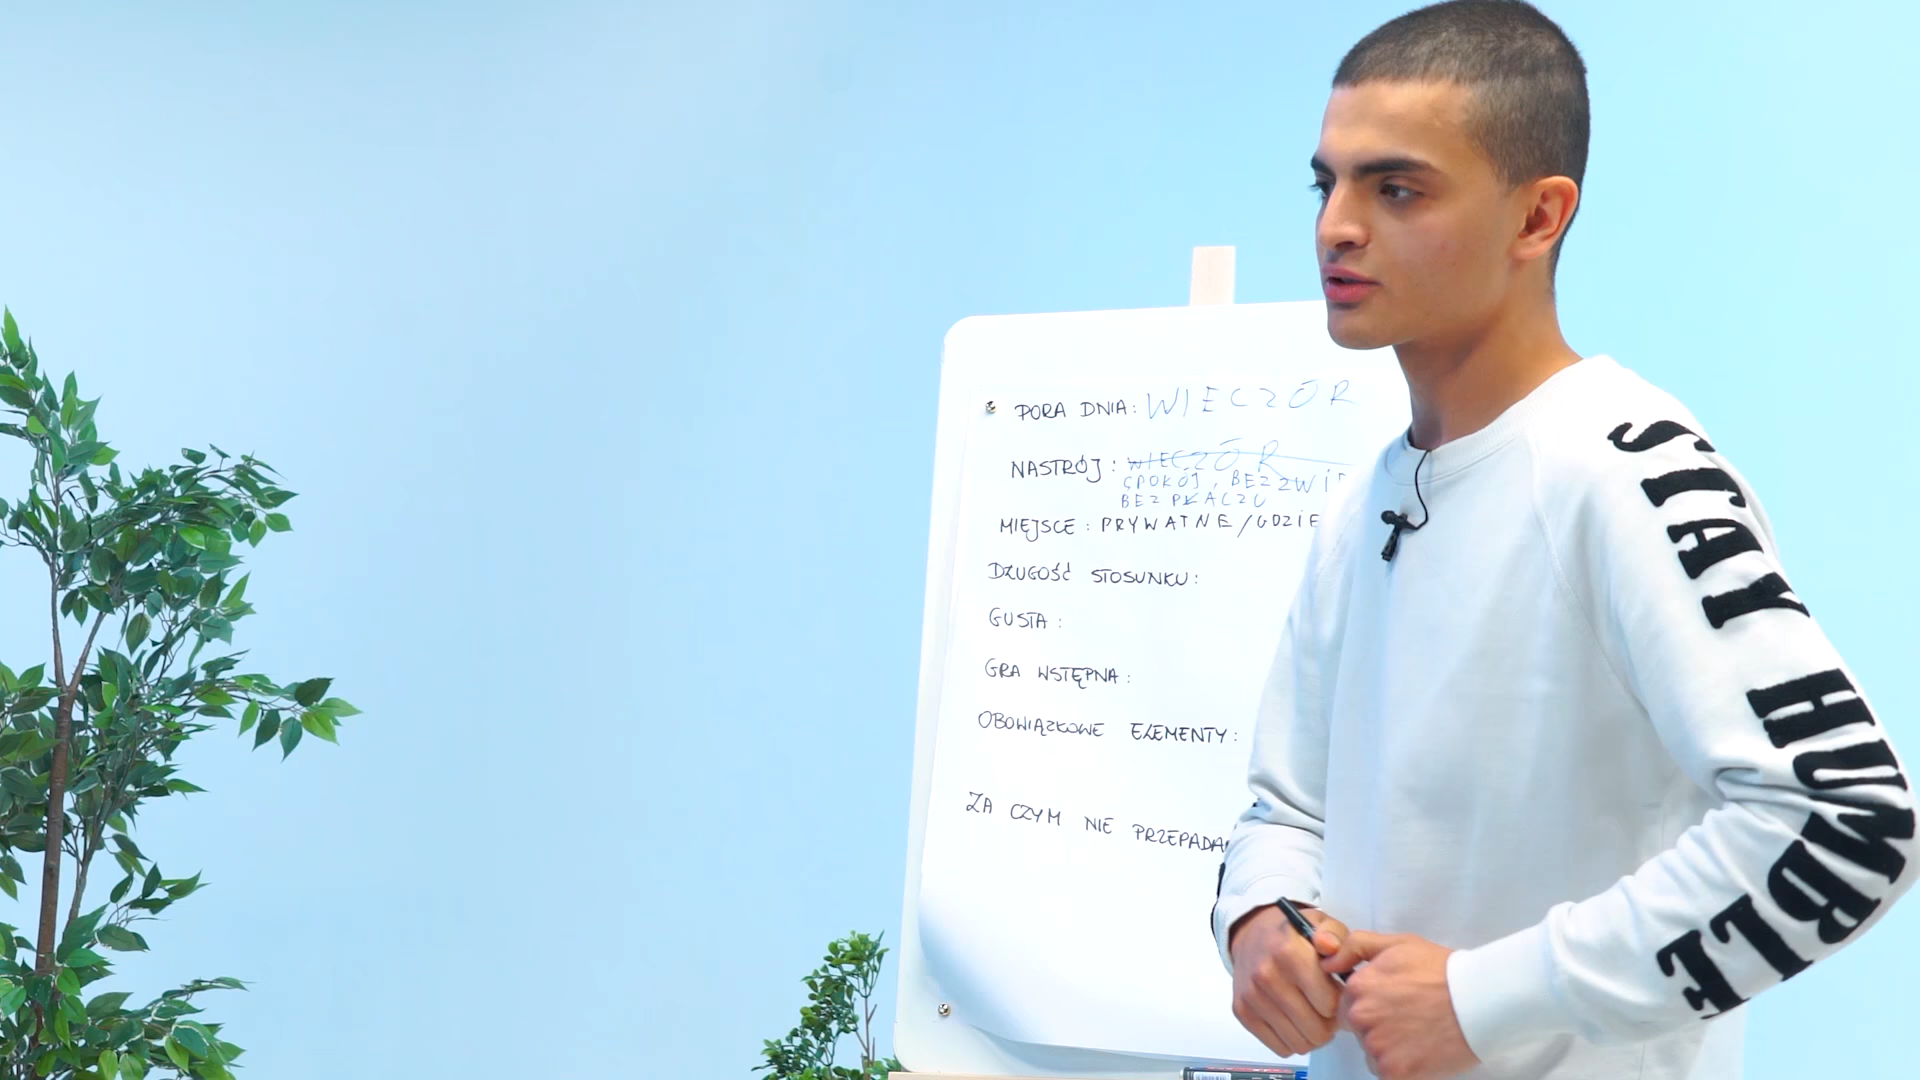 PORA DNIA: WIECZÓR
NASTRÓJ: WIECZÓR
SPOKÓJ, BEZ
BEZ PŁACZU
MIEJSCE: PRYWATNE/GDZIE
DŁUGOŚĆ STOSUNKU:
GUSTA:
GRA WSTĘPNA:
OBOWIĄZKOWE ELEMENTY:
ZA CZYM NIE
STAY HUMBLE